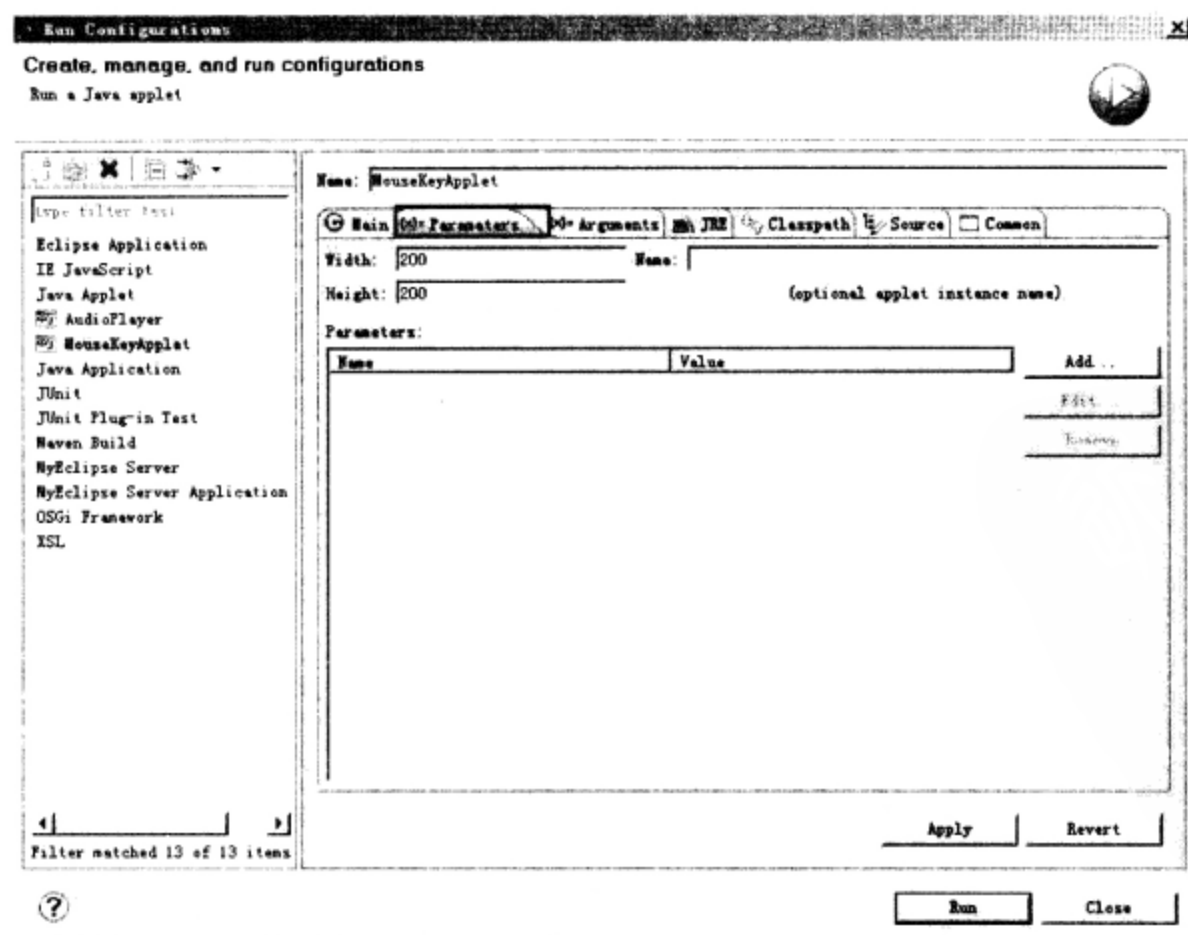 Run Configurations
Create, manage, and run configurations
Run a Java applet
type filter text
Eclipse Application
IE JavaScript
Java Applet
AudioPlayer
MouseKeyApplet
Java Application
JUnit
JUnit Plug-in Test
Maven Build
MyEclipse Server
MyEclipse Server Application
OSGi Framework
XSL
Filter matched 13 of 13 items
Name: MouseKeyApplet
Main (x)= Parameters (x)= Arguments JRE Classpath Source Common
Width: 200 Name:
Height: 200 (optional applet instance name)
Parameters:
Name Value
Add...
Edit...
Remove
Apply Revert
Run Close